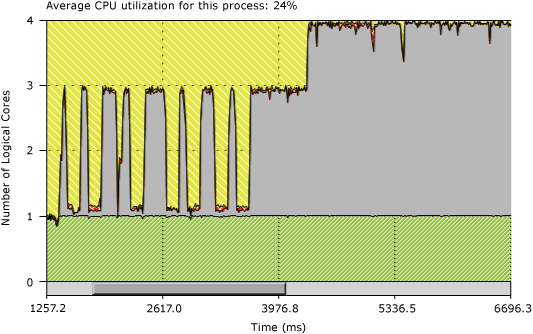 Average CPU utilization for this process: 24%
4
3
2
1
0
Number of Logical Cores
1257.2 2617.0 3976.8 5336.5 6696.3
Time (ms)